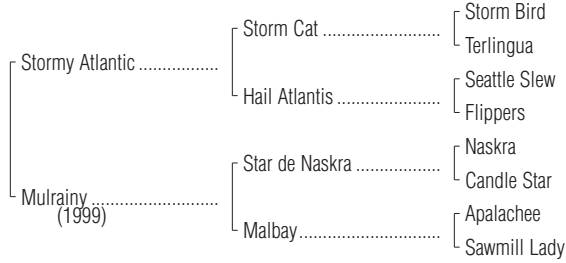 Storm Bird
Storm Cat ....................
Terlingua
Stormy Atlantic .................
Seattle Slew
Hail Atlantis ....................
Flippers
Naskra
Star de Naskra .................
Candle Star
Mulrainy ...........................
(1999)
Apalachee
Malbay .............................
Sawmill Lady